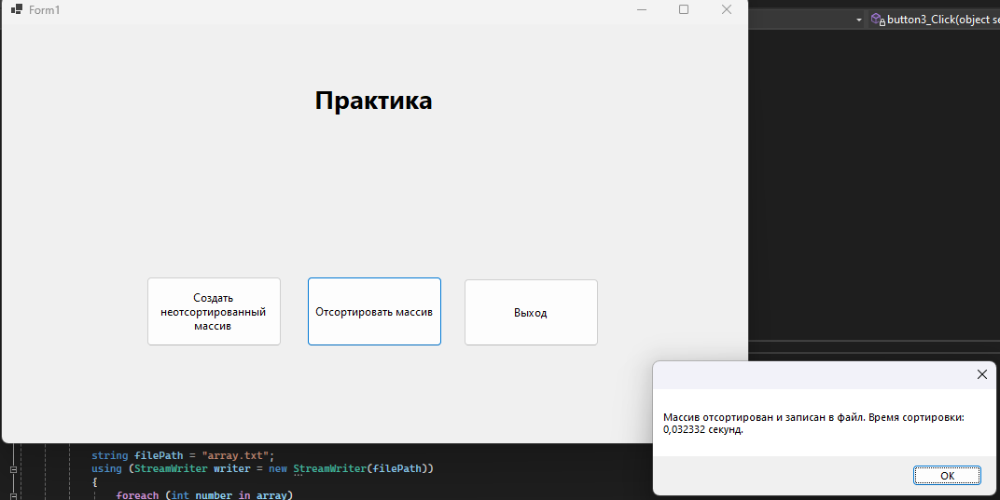 Form1
button3_Click(object se
Практика
Создать
неотсортированный
массив
Отсортировать массив
Выход
Массив отсортирован и записан в файл. Время сортировки:
0,032332 секунд.
OK
string filePath = "array.txt";
using (StreamWriter writer = new StreamWriter(filePath))
{
foreach (int number in array)